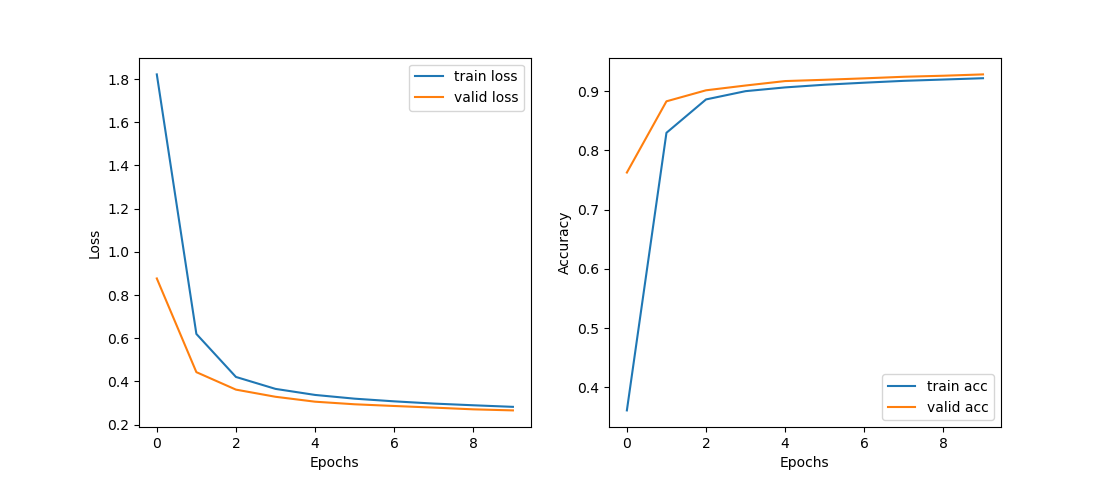 1.8
1.6
1.4
1.2
1.0
0.8
0.6
0.4
0.2
Loss
0 2 4 6 8
Epochs
train loss
valid loss
0.9
0.8
0.7
0.6
0.5
0.4
Accuracy
0 2 4 6 8
Epochs
train acc
valid acc